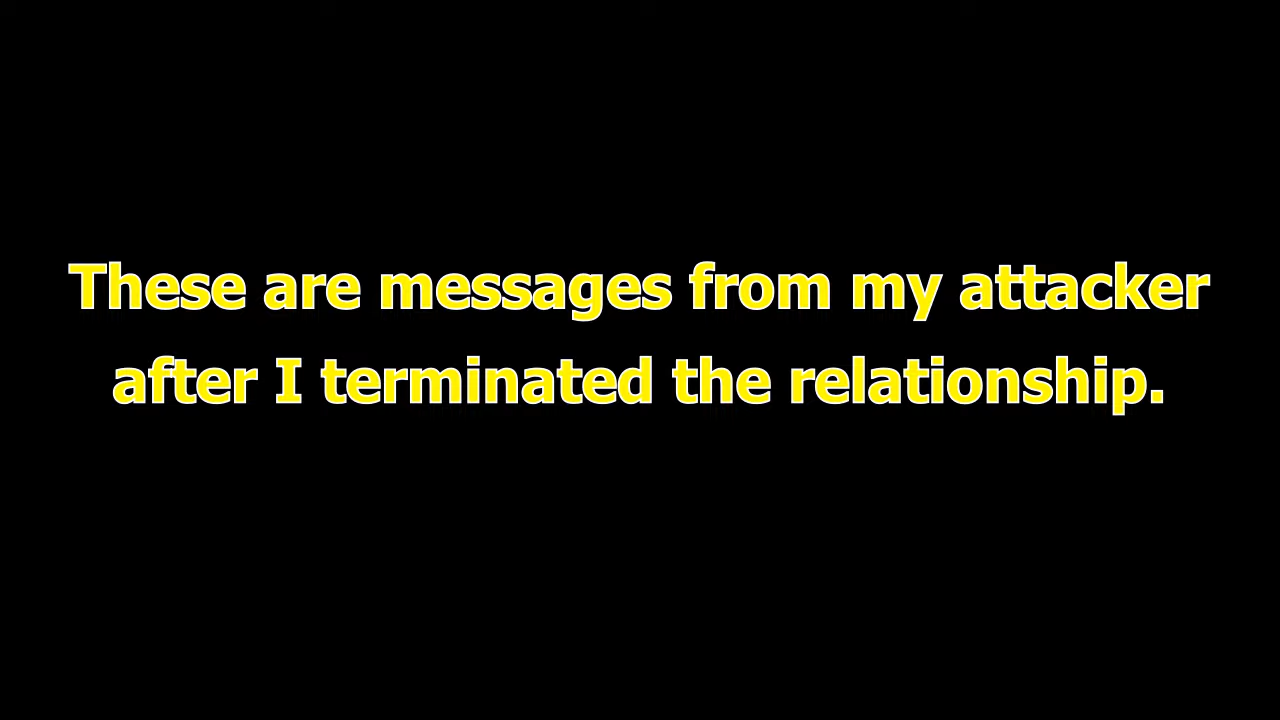 These are messages from my attacker
after I terminated the relationship.